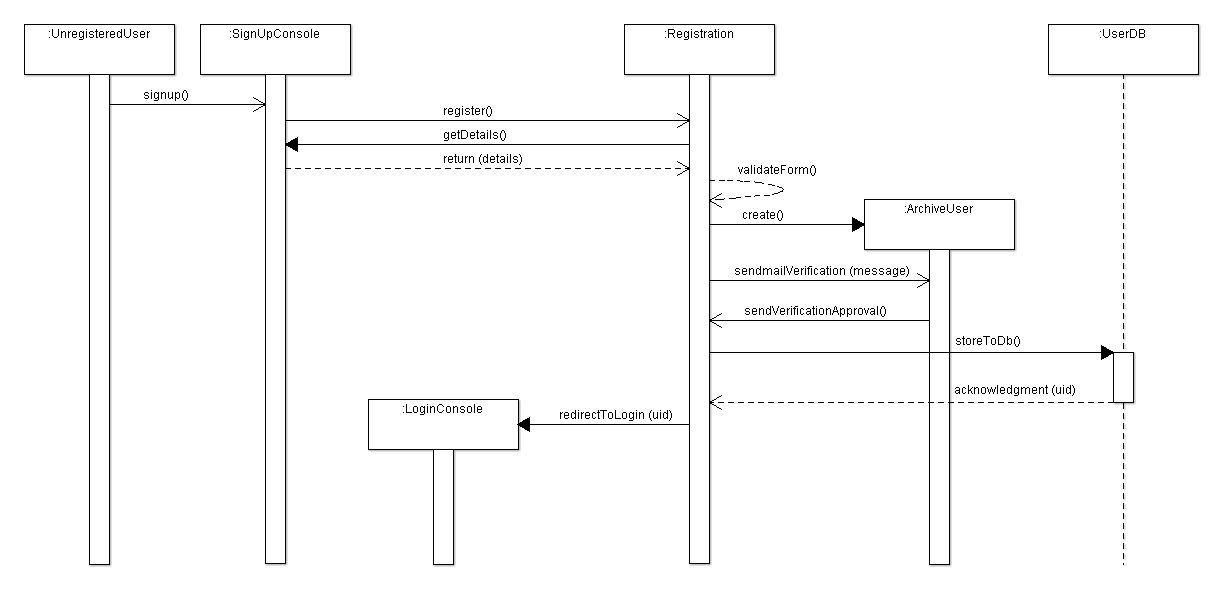 :UnregisteredUser
:SignUpConsole
:Registration
:UserDB
signup()
register()
getDetails()
return (details)
validateForm()
:ArchiveUser
create()
sendmailVerification (message)
sendVerificationApproval()
storeToDb()
acknowledgment (uid)
:LoginConsole
redirectToLogin (uid)